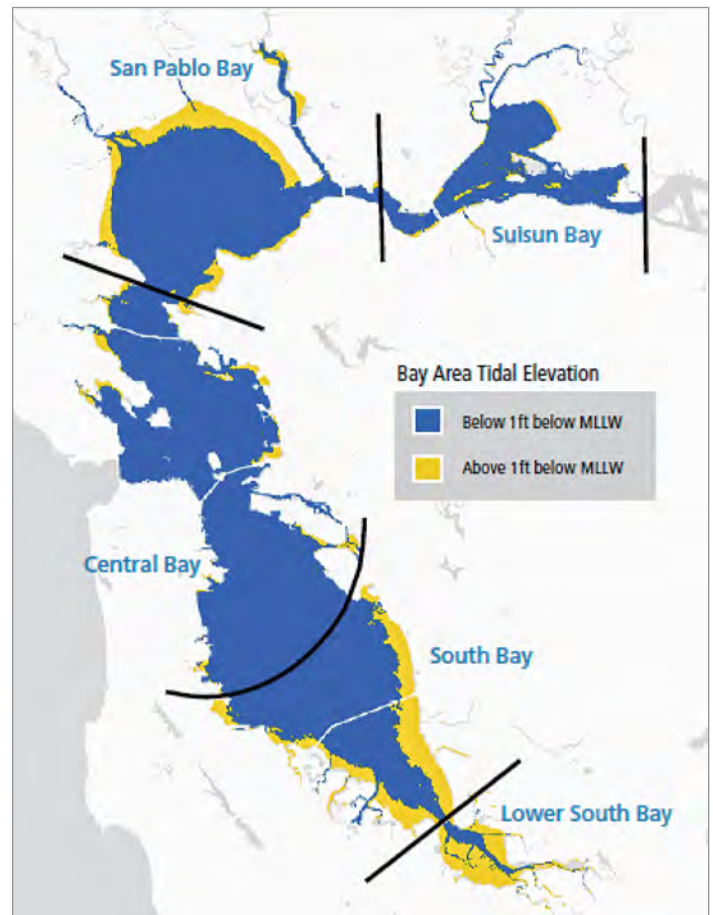 San Pablo Bay
Suisun Bay
Bay Area Tidal Elevation
Below 1ft below MLLW
Above 1ft below MLLW
Central Bay
South Bay
Lower South Bay